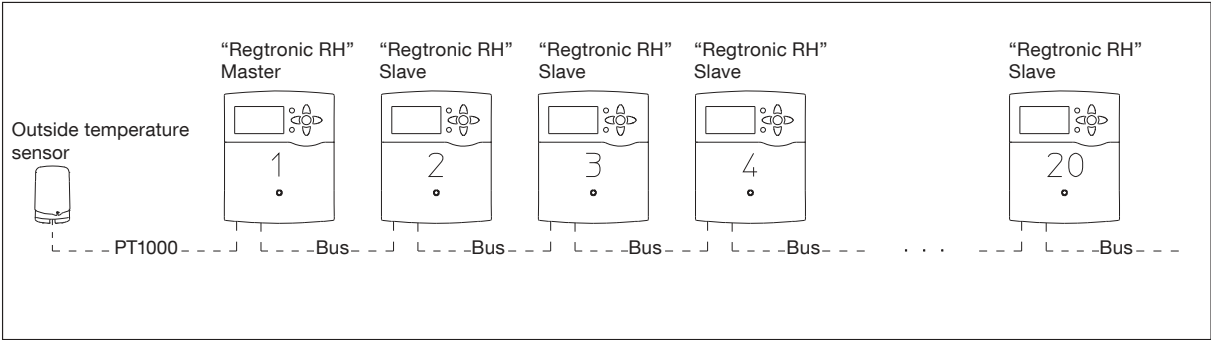 “Regtronic RH” “Regtronic RH” “Regtronic RH” “Regtronic RH” “Regtronic RH”
Master Slave Slave Slave Slave
Outside temperature
sensor
1 2 3 4 20
PT1000 Bus Bus Bus Bus . . . Bus